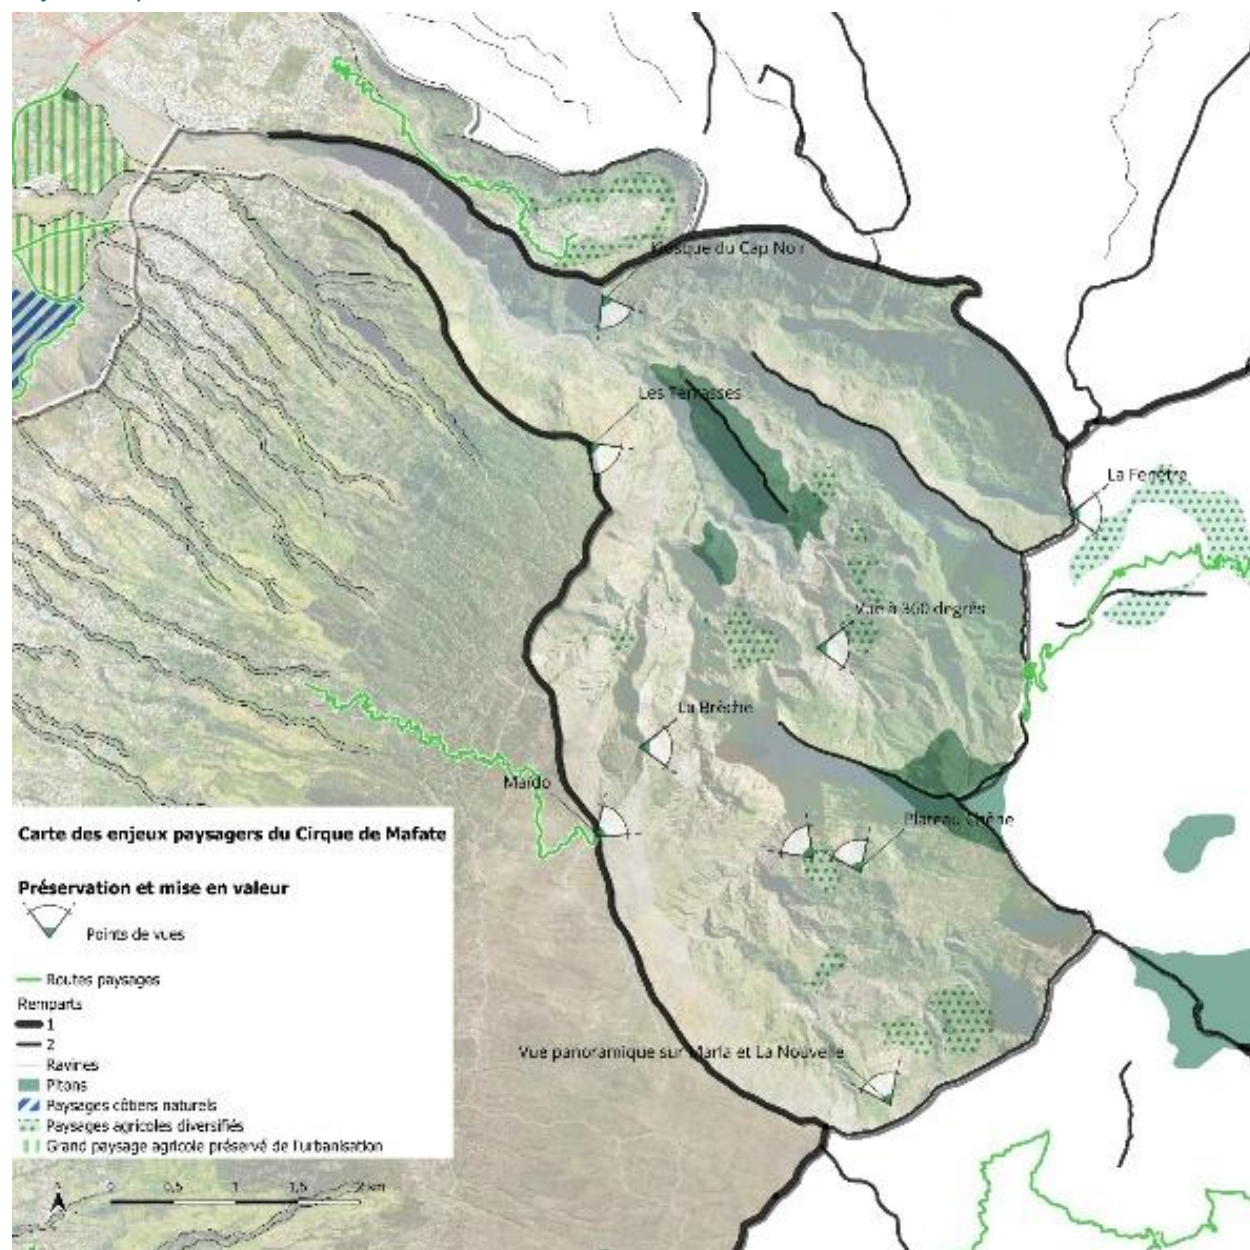 Kiosque du Cap Noir
Les Terrasses
La Fenêtre
Vue à 360 degrés
La Brèche
Maïdo
Plateau Chêne
Vue panoramique sur Marla et La Nouvelle
Carte des enjeux paysagers du Cirque de Mafate
Préservation et mise en valeur
Points de vues
Routes paysages
Remparts
1
2
Ravines
Pitons
Paysages côtiers naturels
Paysages agricoles diversifiés
Grand paysage agricole préservé de l'urbanisation
0 0,5 1 1,5 2 km